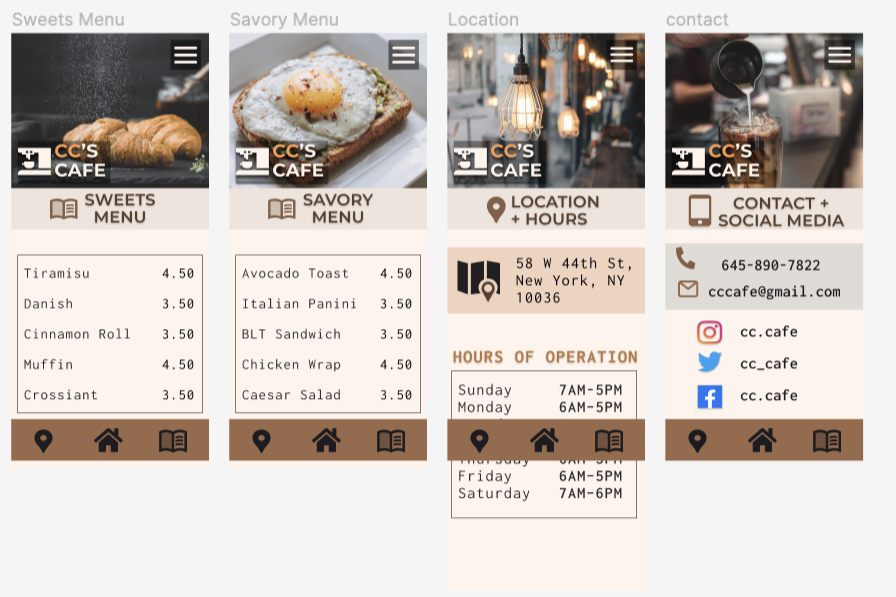 Sweets Menu
CC'S
CAFE
SWEETS
MENU
Tiramisu 4.50
Danish 3.50
Cinnamon Roll 3.50
Muffin 4.50
Crossiant 3.50
Savory Menu
CC'S
CAFE
SAVORY
MENU
Avocado Toast 4.50
Italian Panini 3.50
BLT Sandwich 3.50
Chicken Wrap 4.50
Caesar Salad 3.50
Location
CC'S
CAFE
LOCATION
+ HOURS
58 W 44th St,
New York, NY
10036
HOURS OF OPERATION
Sunday 7AM-5PM
Monday 6AM-5PM
Thursday 6AM-5PM
Friday 6AM-5PM
Saturday 7AM-6PM
contact
CC'S
CAFE
CONTACT +
SOCIAL MEDIA
645-890-7822
cccafe@gmail.com
cc.cafe
cc_cafe
cc.cafe